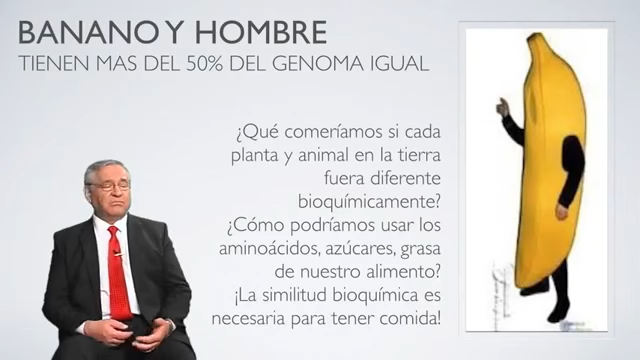 BANANO Y HOMBRE
TIENEN MAS DEL 50% DEL GENOMA IGUAL
¿Qué comeríamos si cada
planta y animal en la tierra
fuera diferente
bioquímicamente?
¿Cómo podríamos usar los
aminoácidos, azúcares, grasa
de nuestro alimento?
¡La similitud bioquímica es
necesaria para tener comida!